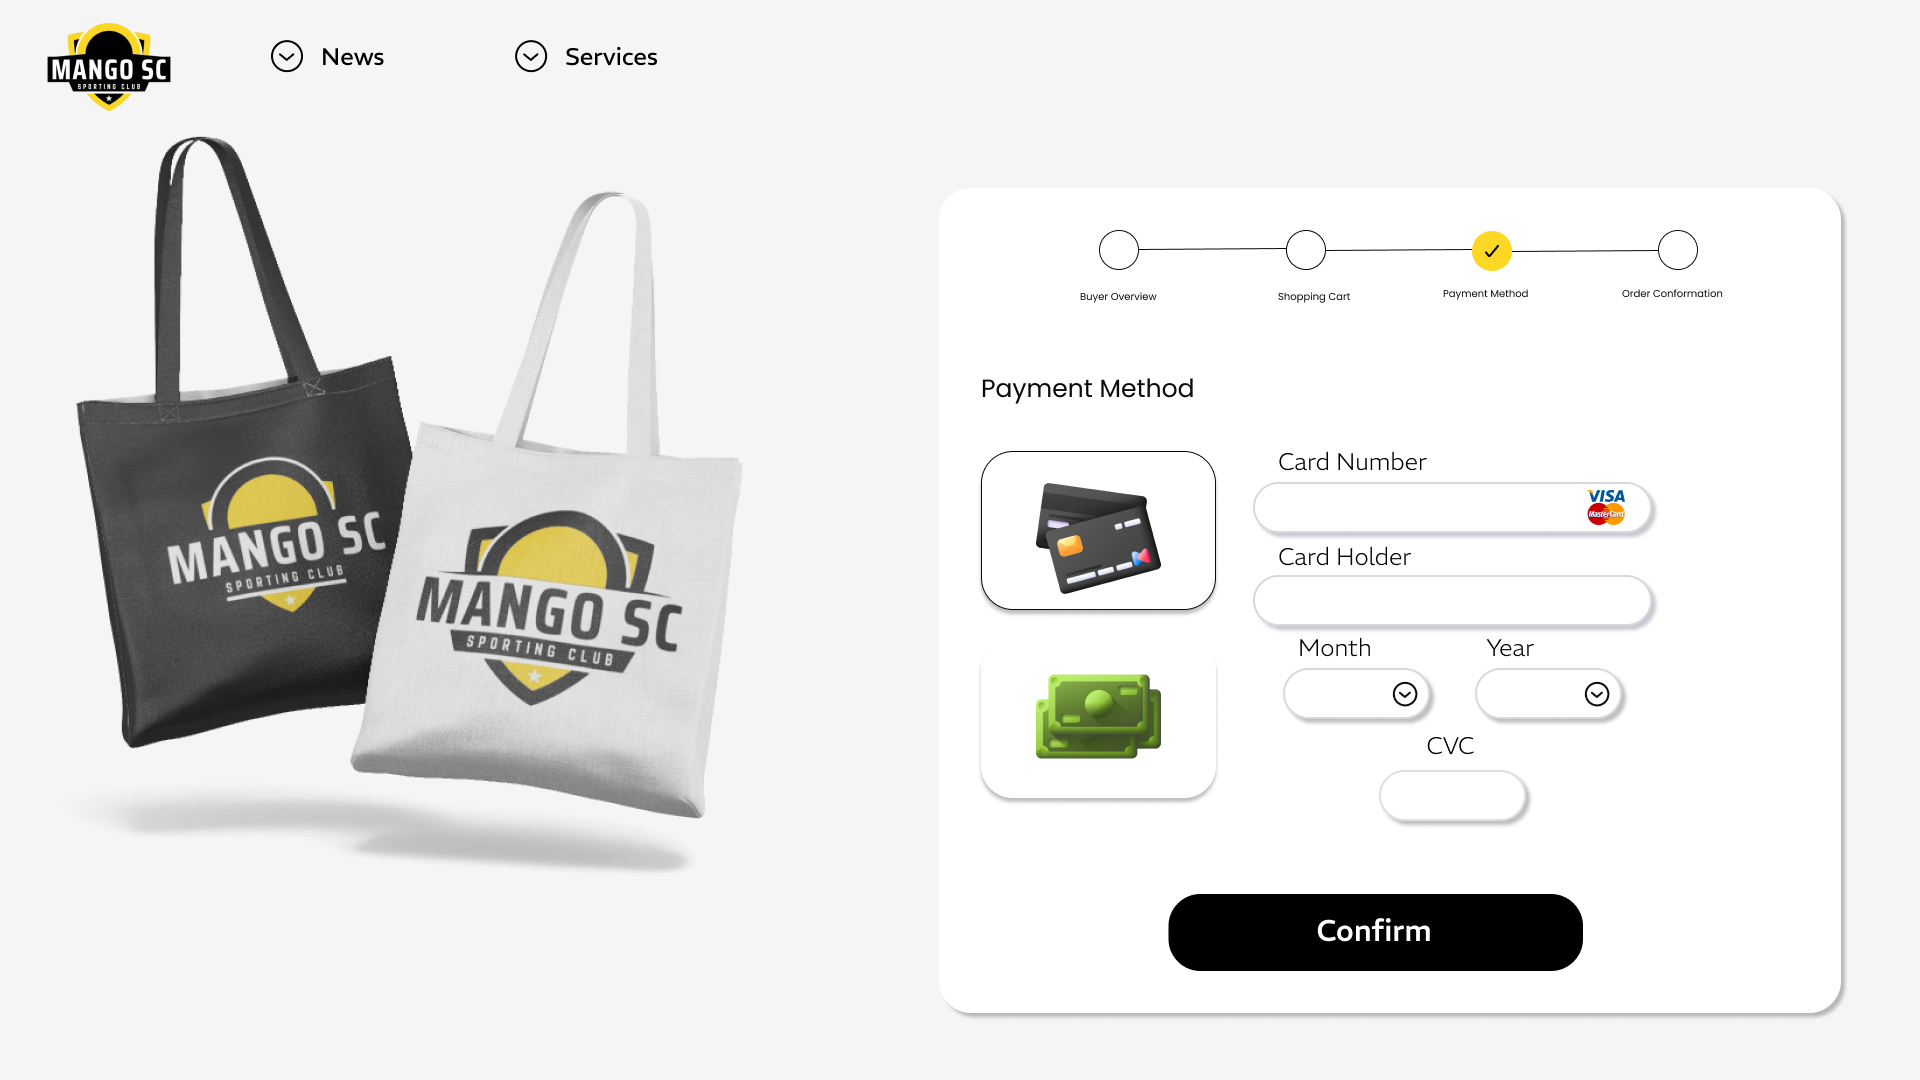 MANGO SC
SPORTING CLUB
News
Services
MANGO SC
SPORTING CLUB
MANGO SC
SPORTING CLUB
Buyer Overview
Shopping Cart
Payment Method
Order Conformation
Payment Method
Card Number
VISA
MasterCard
Card Holder
Month
Year
CVC
Confirm